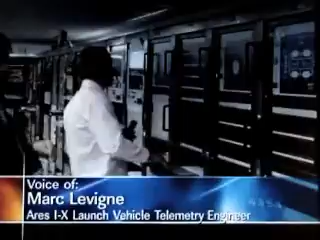 Voice of:
Marc Levigne
Ares I-X Launch Vehicle Telemetry Engineer